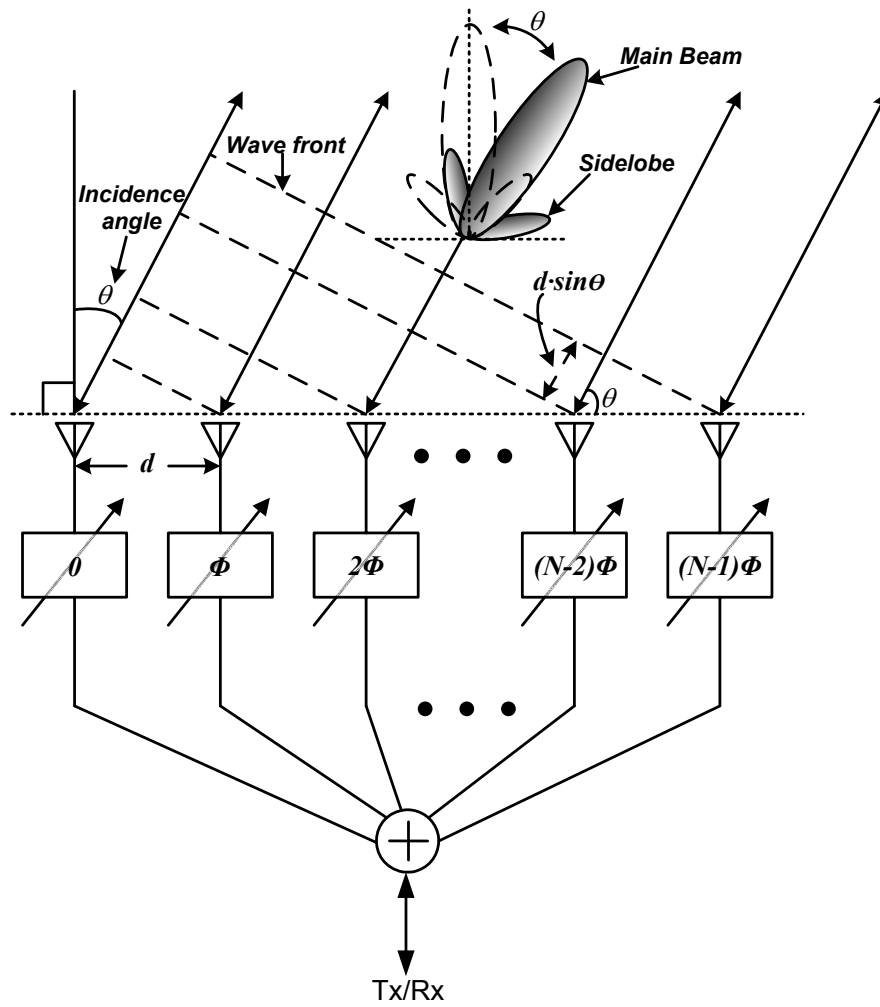 θ
Main Beam
Wave front
Sidelobe
Incidence
angle
d·sinθ
θ
θ
d
0
Φ
2Φ
(N-2)Φ
(N-1)Φ
Tx/Rx